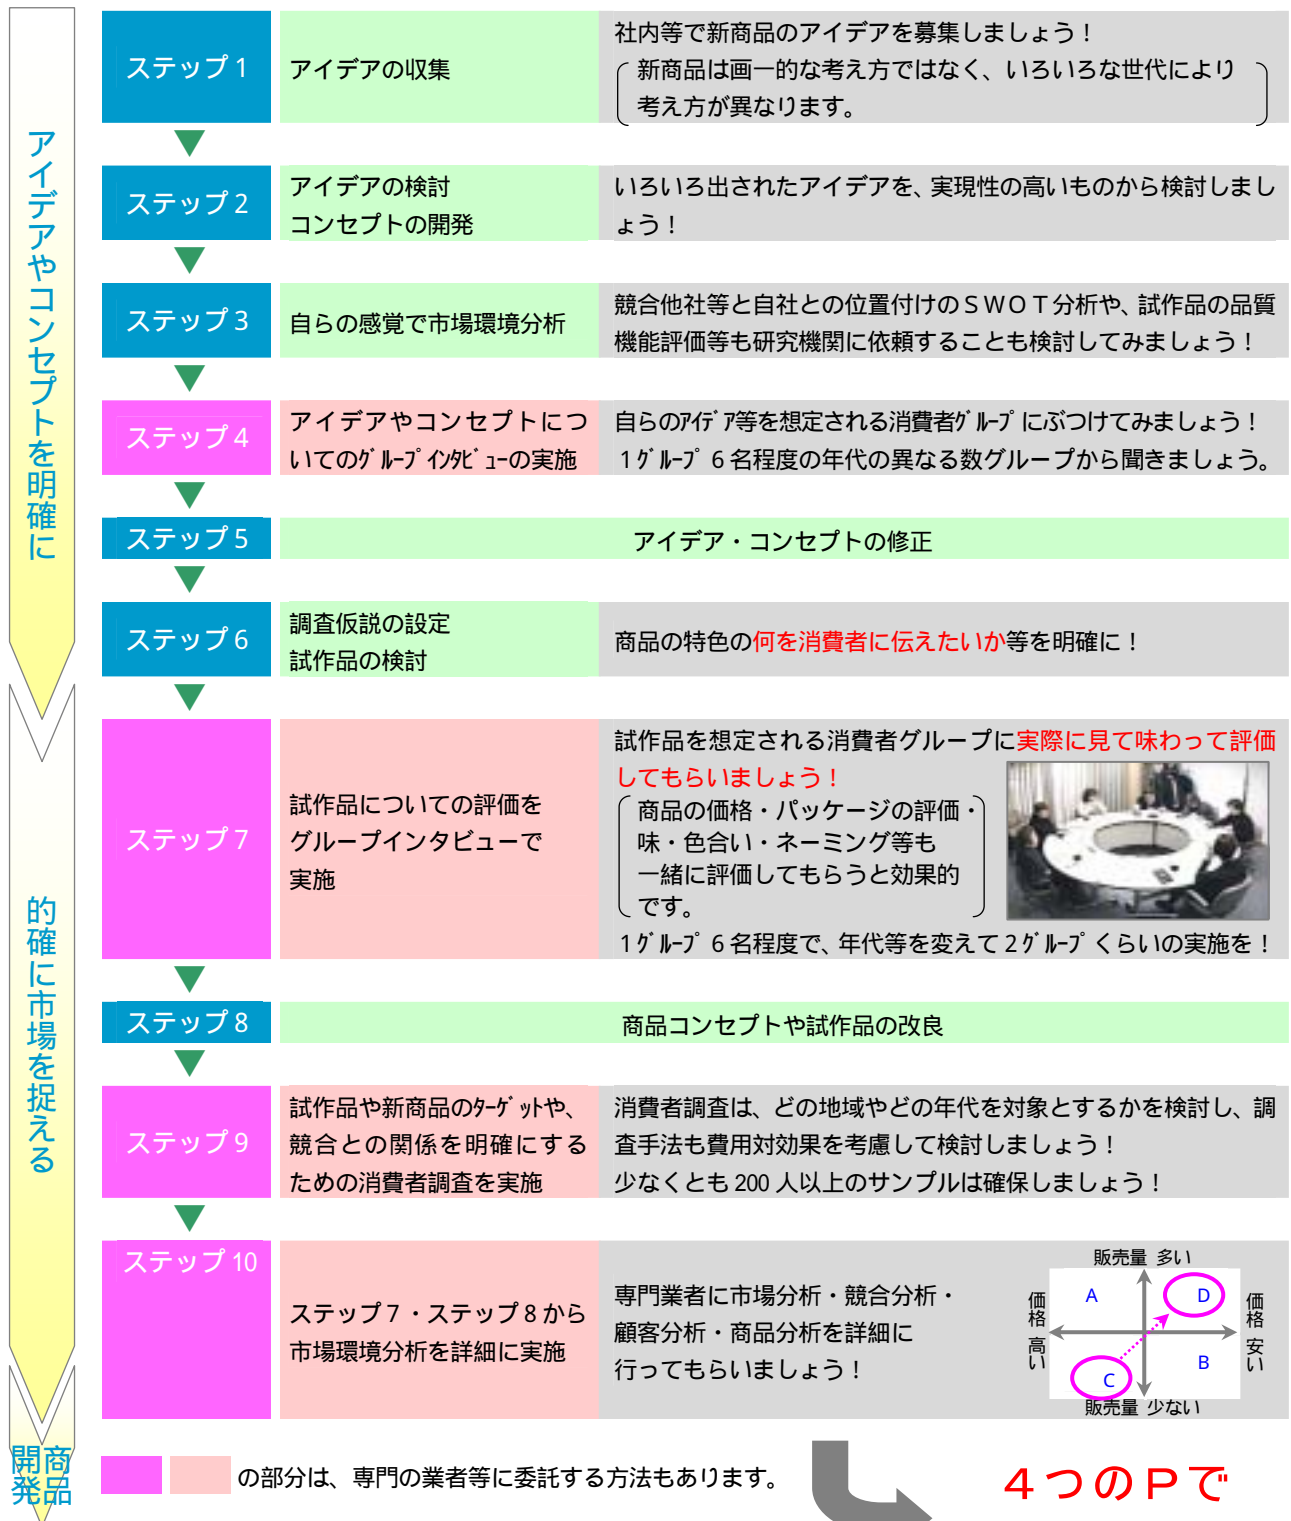 アイデアやコンセプトを明確に
ステップ1
アイデアの収集
社内等で新商品のアイデアを募集しましょう！
新商品は画一的な考え方ではなく、いろいろな世代により
考え方が異なります。
ステップ2
アイデアの検討
コンセプトの開発
いろいろ出されたアイデアを、実現性の高いものから検討しまし
ょう！
ステップ3
自らの感覚で市場環境分析
競合他社等と自社との位置付けのＳＷＯＴ分析や、試作品の品質
機能評価等も研究機関に依頼することも検討してみましょう！
ステップ4
アイデアやコンセプトにつ
いてのｸﾞﾙｰﾌﾟｲﾝﾀﾋﾞｭｰの実施
自らのｱｲﾃﾞｱ等を想定される消費者ｸﾞﾙｰﾌﾟにぶつけてみましょう！
1ｸﾞﾙｰﾌﾟ6名程度の年代の異なる数グループから聞きましょう。
ステップ5
アイデア・コンセプトの修正
ステップ6
調査仮説の設定
試作品の検討
商品の特色の何を消費者に伝えたいか等を明確に！
的確に市場を捉える
ステップ7
試作品についての評価を
グループインタビューで
実施
試作品を想定される消費者グループに実際に見て味わって評価
してもらいましょう！
商品の価格・パッケージの評価・
味・色合い・ネーミング等も
一緒に評価してもらうと効果的
です。
1ｸﾞﾙｰﾌﾟ6名程度で、年代等を変えて2ｸﾞﾙｰﾌﾟくらいの実施を！
ステップ8
商品コンセプトや試作品の改良
ステップ9
試作品や新商品のﾀｰｹﾞｯﾄや、
競合との関係を明確にする
ための消費者調査を実施
消費者調査は、どの地域やどの年代を対象とするかを検討し、調
査手法も費用対効果を考慮して検討しましょう！
少なくとも200人以上のサンプルは確保しましょう！
ステップ10
ステップ7・ステップ8から
市場環境分析を詳細に実施
専門業者に市場分析・競合分析・
顧客分析・商品分析を詳細に
行ってもらいましょう！
販売量 多い
価格 高い
A
D
価格 安い
C
B
販売量 少ない
商品開発
の部分は、専門の業者等に委託する方法もあります。
４つのＰで